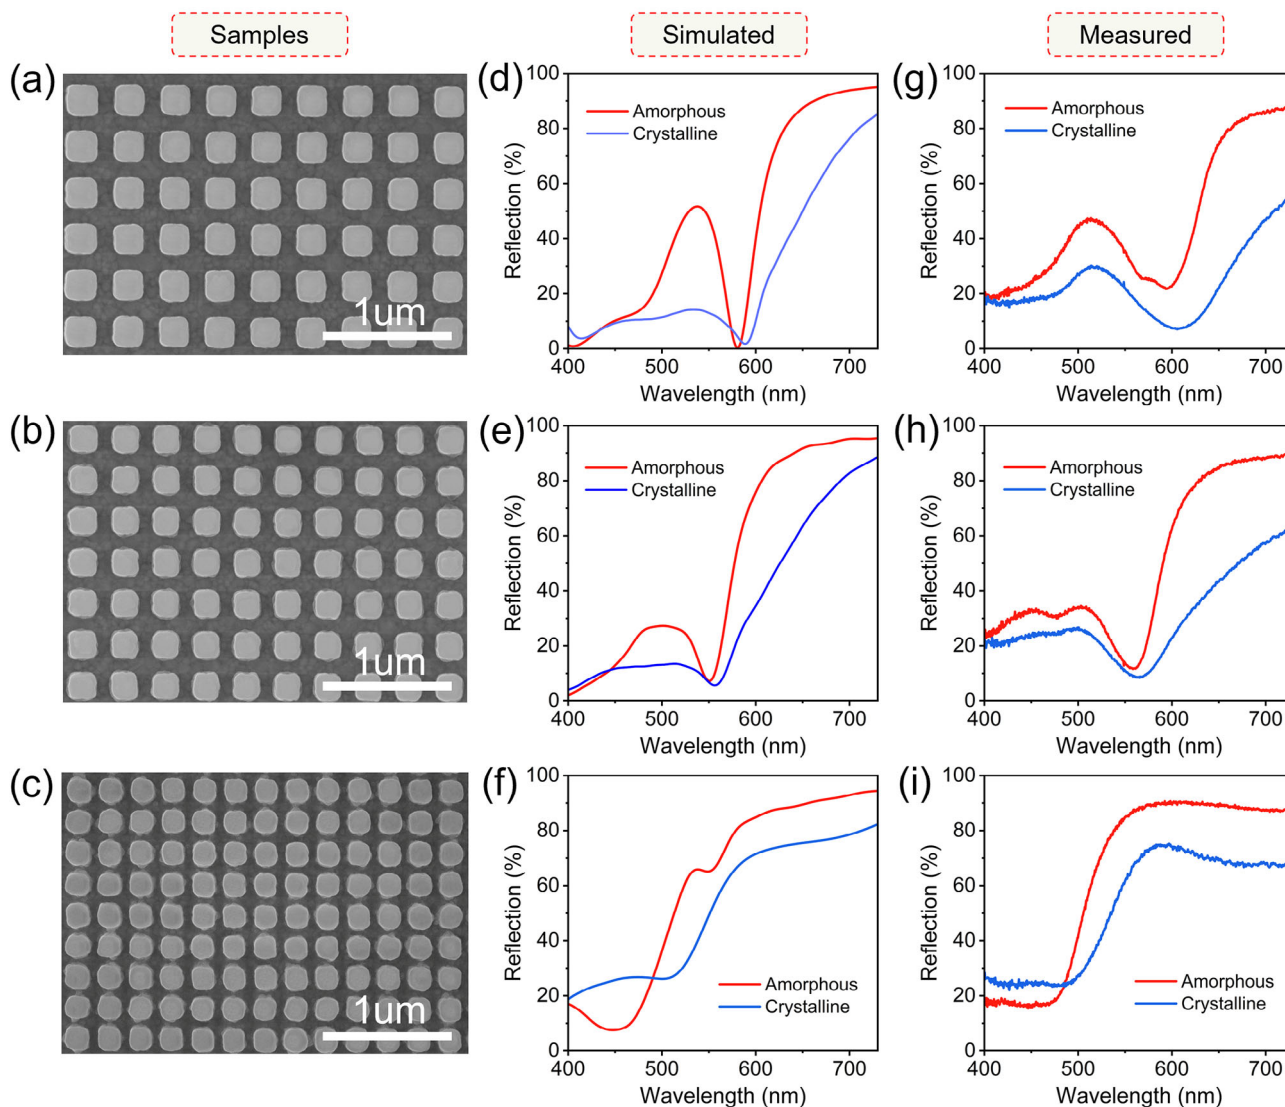 Samples
Simulated
Measured
(a)
1um
(d)
100
80
60
40
20
0
Reflection (%)
Amorphous
Crystalline
400
500
600
700
Wavelength (nm)
(g)
100
80
60
40
20
0
Reflection (%)
Amorphous
Crystalline
400
500
600
700
Wavelength (nm)
(b)
1um
(e)
100
80
60
40
20
0
Reflection (%)
Amorphous
Crystalline
400
500
600
700
Wavelength (nm)
(h)
100
80
60
40
20
0
Reflection (%)
Amorphous
Crystalline
400
500
600
700
Wavelength (nm)
(c)
1um
(f)
100
80
60
40
20
0
Reflection (%)
Amorphous
Crystalline
400
500
600
700
Wavelength (nm)
(i)
100
80
60
40
20
0
Reflection (%)
Amorphous
Crystalline
400
500
600
700
Wavelength (nm)